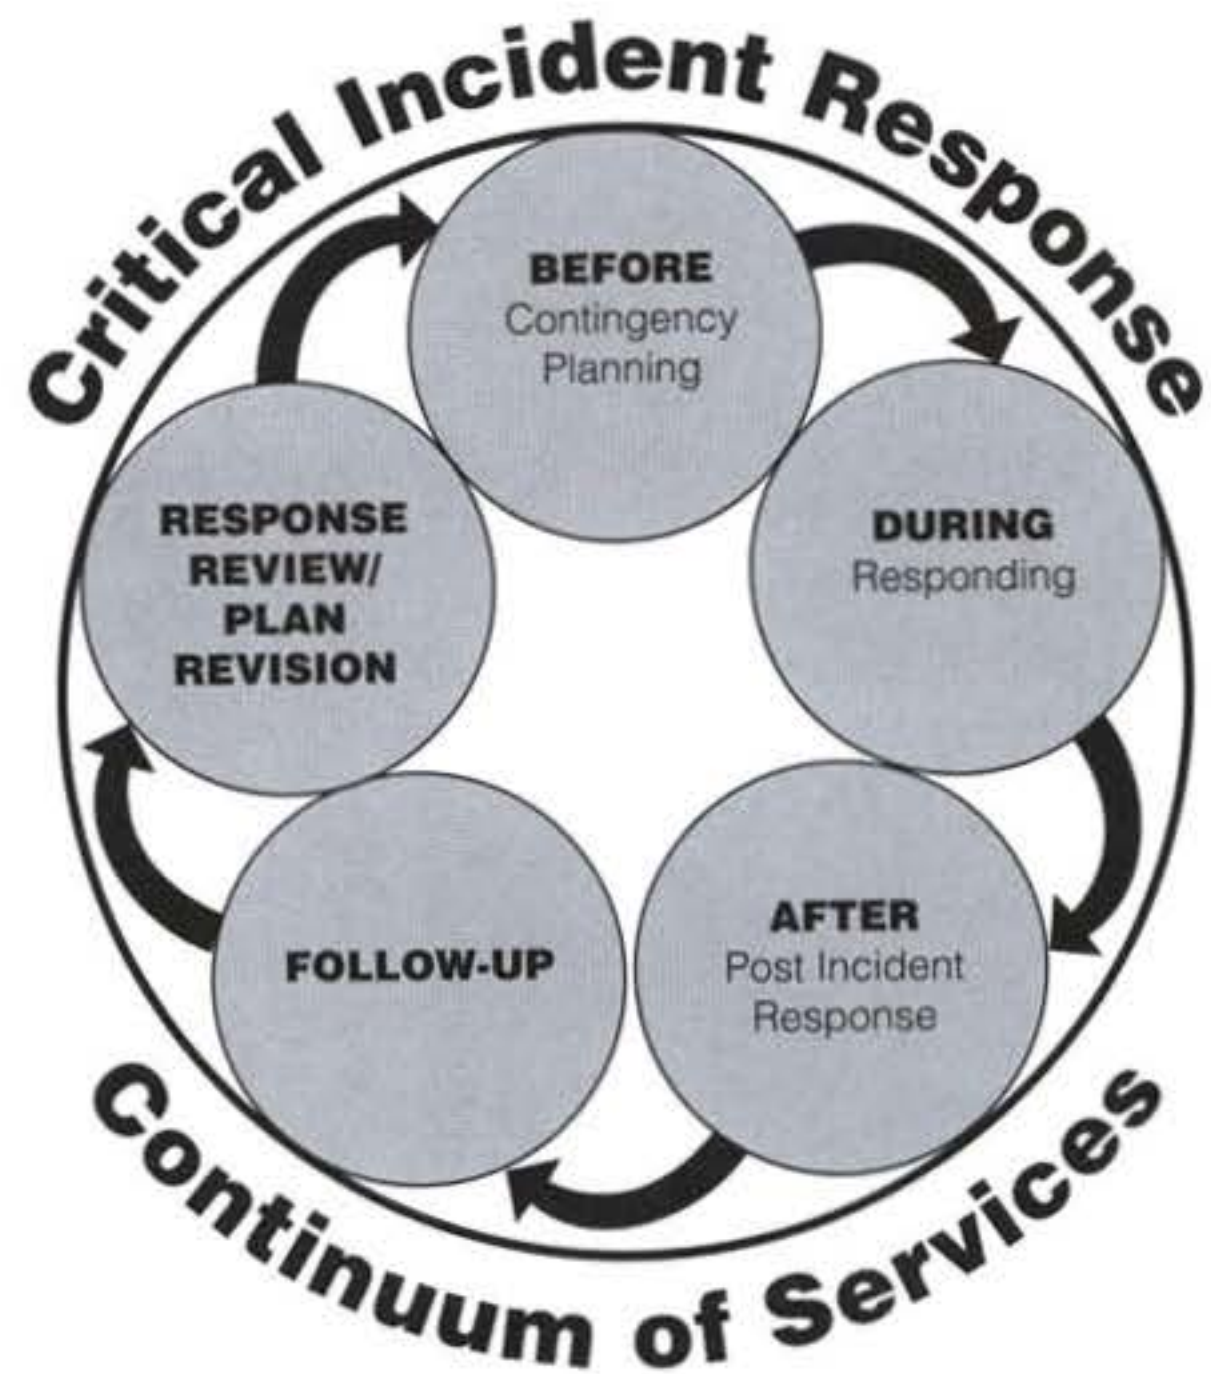 Critical Incident Response
BEFORE
Contingency
Planning
DURING
Responding
AFTER
Post Incident
Response
FOLLOW-UP
RESPONSE
REVIEW/
PLAN
REVISION
Continuum of Services